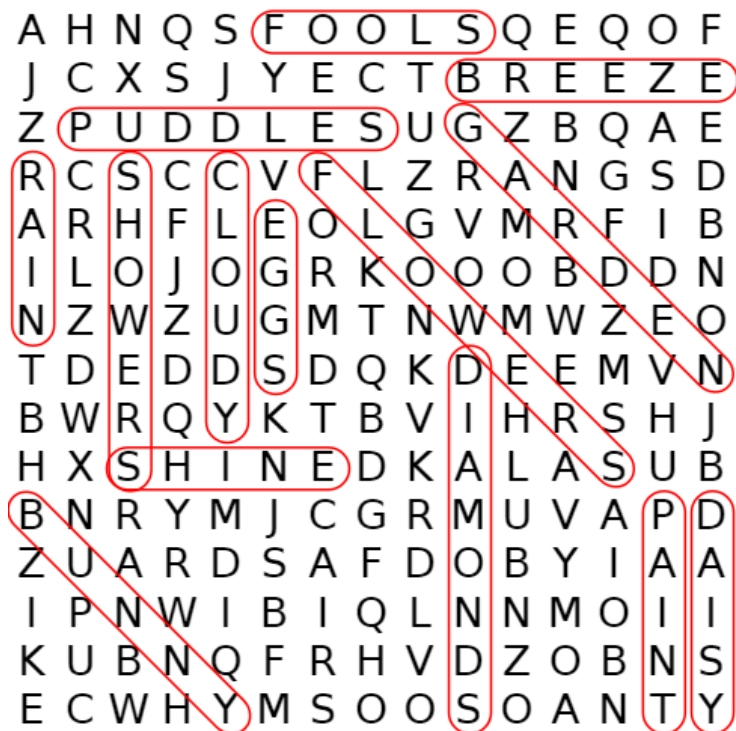 A H N Q S F O O L S Q E Q O F
J C X S J Y E C T B R E E Z E
Z P U D D L E S U G Z B Q A E
R C S C C V F L Z R A N G S D
A R H F L E O L G V M R F I B
I L O J O G R K O O O B D D N
N Z W Z U G M T N W M W Z E O
T D E D D S D Q K D E E M V N
B W R Q Y K T B V I H R S H J
H X S H I N E D K A L A S U B
B N R Y M J C G R M U V A P D
Z U A R D S A F D O B Y I A A
I P N W I B I Q L N N M O I I
K U B N Q F R H V D Z O B N S
E C W H Y M S O O S O A N T Y